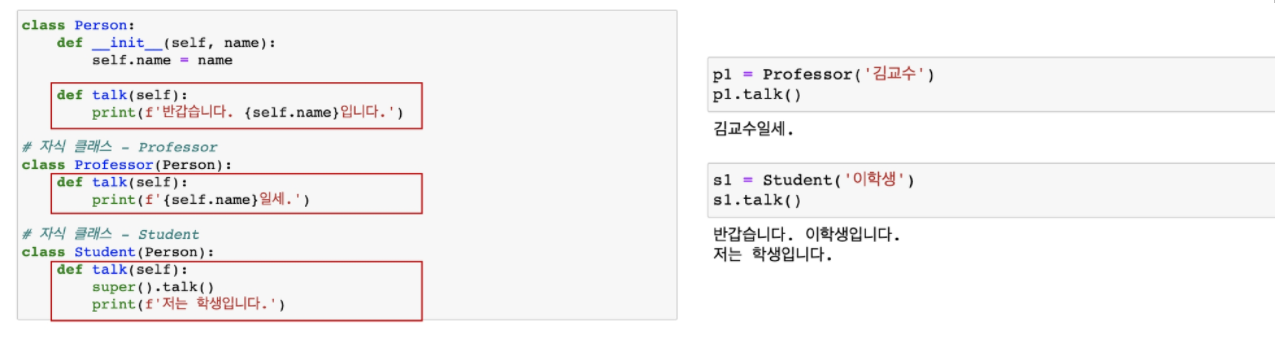 class Person:
    def __init__(self, name):
        self.name = name
    def talk(self):
        print(f'반갑습니다. {self.name}입니다.')
# 자식 클래스 - Professor
class Professor(Person):
    def talk(self):
        print(f'{self.name}일세.')
# 자식 클래스 - Student
class Student(Person):
    def talk(self):
        super().talk()
        print(f'저는 학생입니다.')
p1 = Professor('김교수')
p1.talk()
김교수일세.
s1 = Student('이학생')
s1.talk()
반갑습니다. 이학생입니다.
저는 학생입니다.